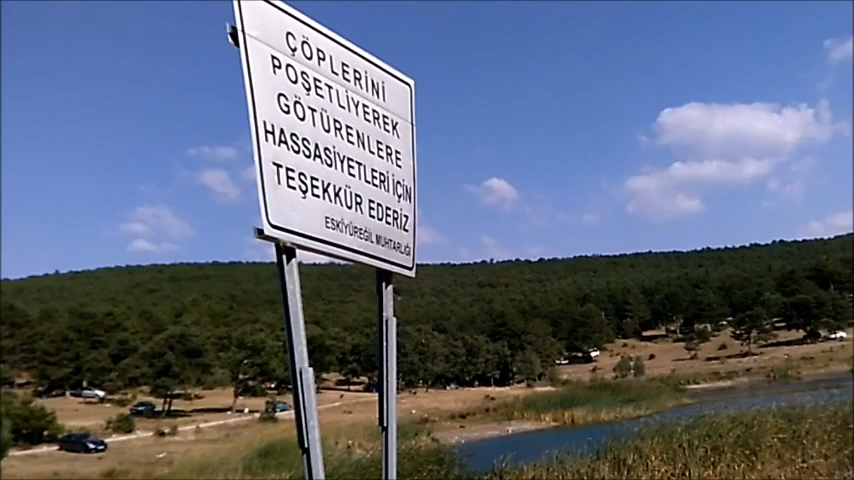 ÇÖPLERİNİ
POŞETLİYEREK
GÖTÜRENLERE
HASSASİYETLERİ İÇİN
TEŞEKKÜR EDERİZ
ESKİYÜREĞİL MUHTARLIĞI